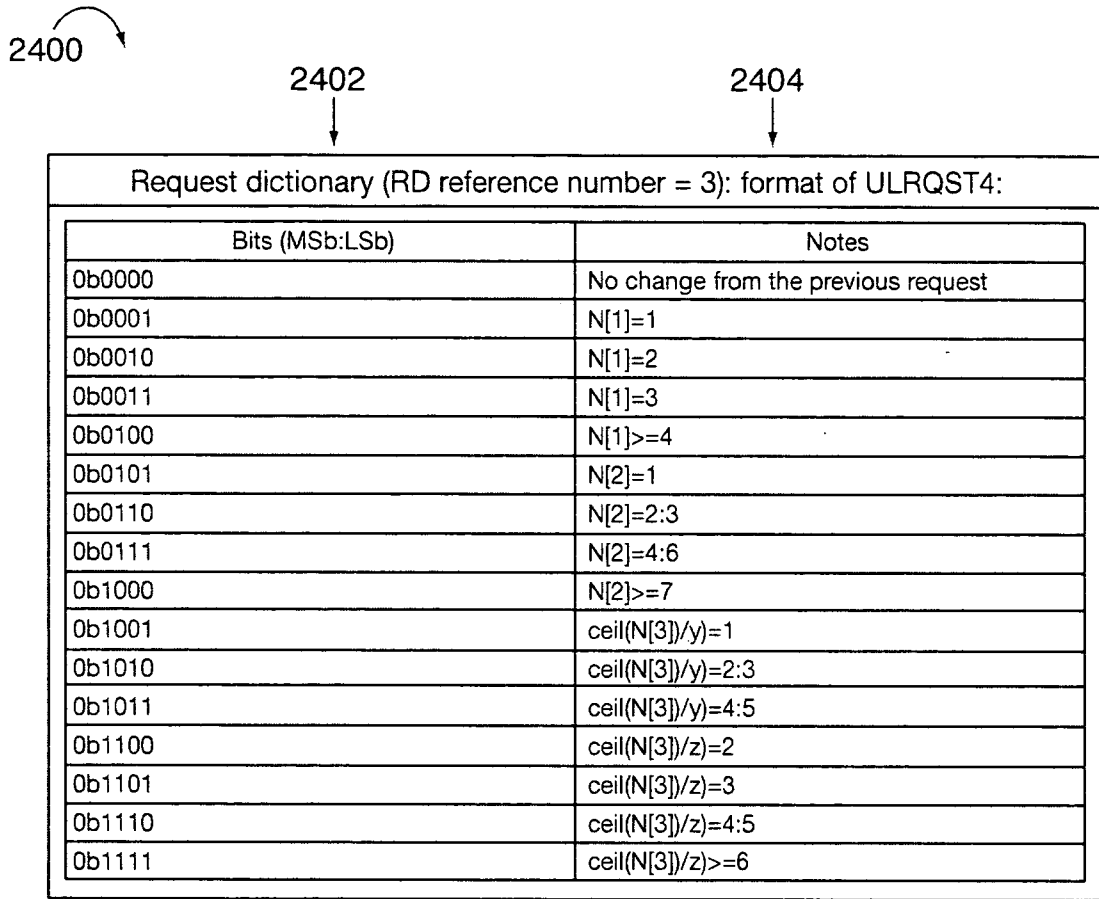 2400
2402 2404
Request dictionary (RD reference number = 3): format of ULRQST4:
Bits (MSb:LSb) Notes
0b0000 No change from the previous request
0b0001 N[1]=1
0b0010 N[1]=2
0b0011 N[1]=3
0b0100 N[1]>=4
0b0101 N[2]=1
0b0110 N[2]=2:3
0b0111 N[2]=4:6
0b1000 N[2]>=7
0b1001 ceil(N[3])/y)=1
0b1010 ceil(N[3])/y)=2:3
0b1011 ceil(N[3])/y)=4:5
0b1100 ceil(N[3])/z)=2
0b1101 ceil(N[3])/z)=3
0b1110 ceil(N[3])/z)=4:5
0b1111 ceil(N[3])/z)>=6